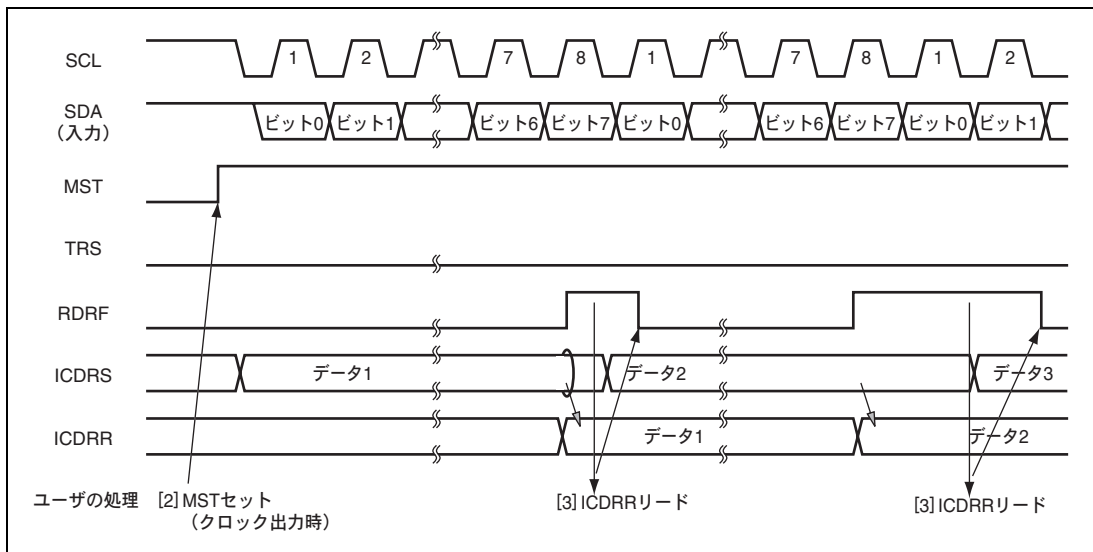 SCL 1 2 7 8 1 7 8 1 2
SDA
（入力） ビット0 ビット1 ビット6 ビット7 ビット0 ビット6 ビット7 ビット0 ビット1
MST
TRS
RDRF
ICDRS データ1 データ2 データ3
ICDRR データ1 データ2
ユーザの処理 [2] MSTセット [3] ICDRRリード [3] ICDRRリード
（クロック出力時）